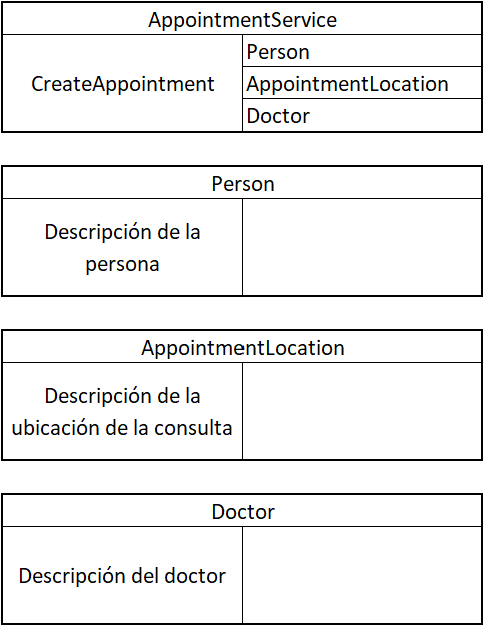 AppointmentService
CreateAppointment
Person
AppointmentLocation
Doctor
Person
Descripción de la
persona
AppointmentLocation
Descripción de la
ubicación de la consulta
Doctor
Descripción del doctor